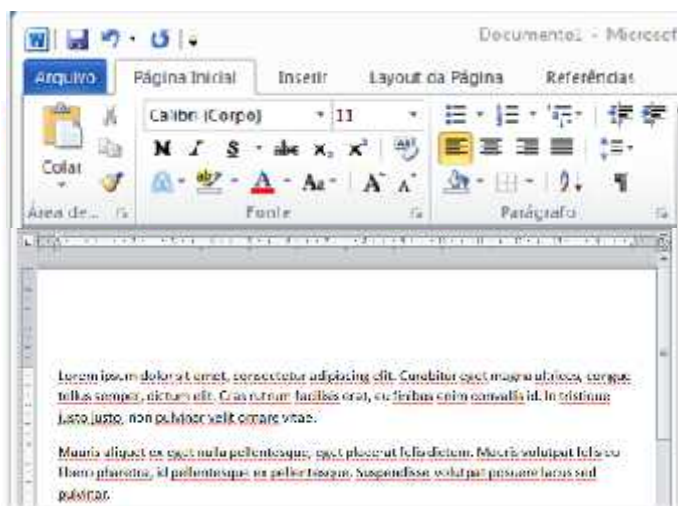 Documento1 - Microsof
Arquivo Página Inicial Inserir Layout da Página Referências
Calibri (Corpo) 11
N I S abc x₂ x²
Colar
A Aa A A
Área de... Fonte Parágrafo
Lorem ipsum dolor sit amet, consectetur adipiscing elit. Curabitur eget magna ultrices, congue
tellus semper, dictum elit. Cras rutrum facilisis erat, eu finibus enim convallis id. In tristique
justo justo, non pulvinar velit ornare vitae.
Mauris aliquet ex eget nulla pellentesque, eget placerat felis dictum. Mauris volutpat felis eu
libero pharetra, id pellentesque ex pellentesque. Suspendisse volutpat posuere lacus sed
pulvinar.